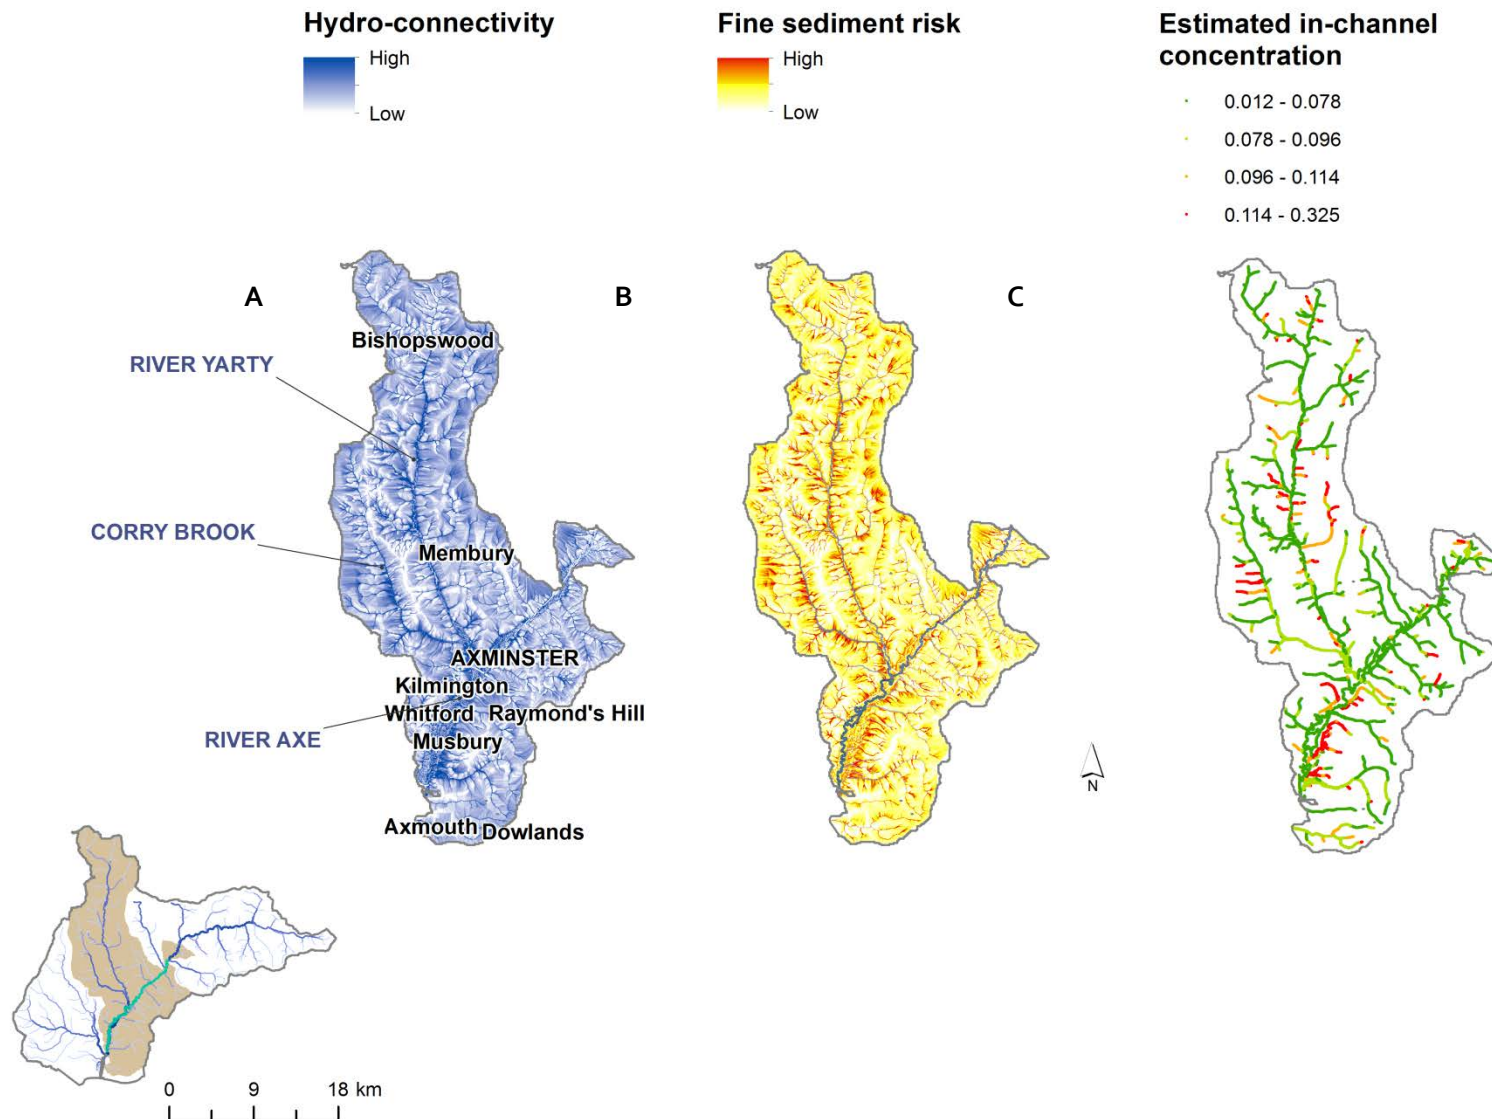 Hydro-connectivity
High
Low
Fine sediment risk
High
Low
Estimated in-channel
concentration
0.012 - 0.078
0.078 - 0.096
0.096 - 0.114
0.114 - 0.325
A
B
C
Bishopswood
RIVER YARTY
CORRY BROOK
Membury
AXMINSTER
Kilmington
Whitford
Raymond's Hill
RIVER AXE
Musbury
Axmouth
Dowlands
N
0
9
18 km